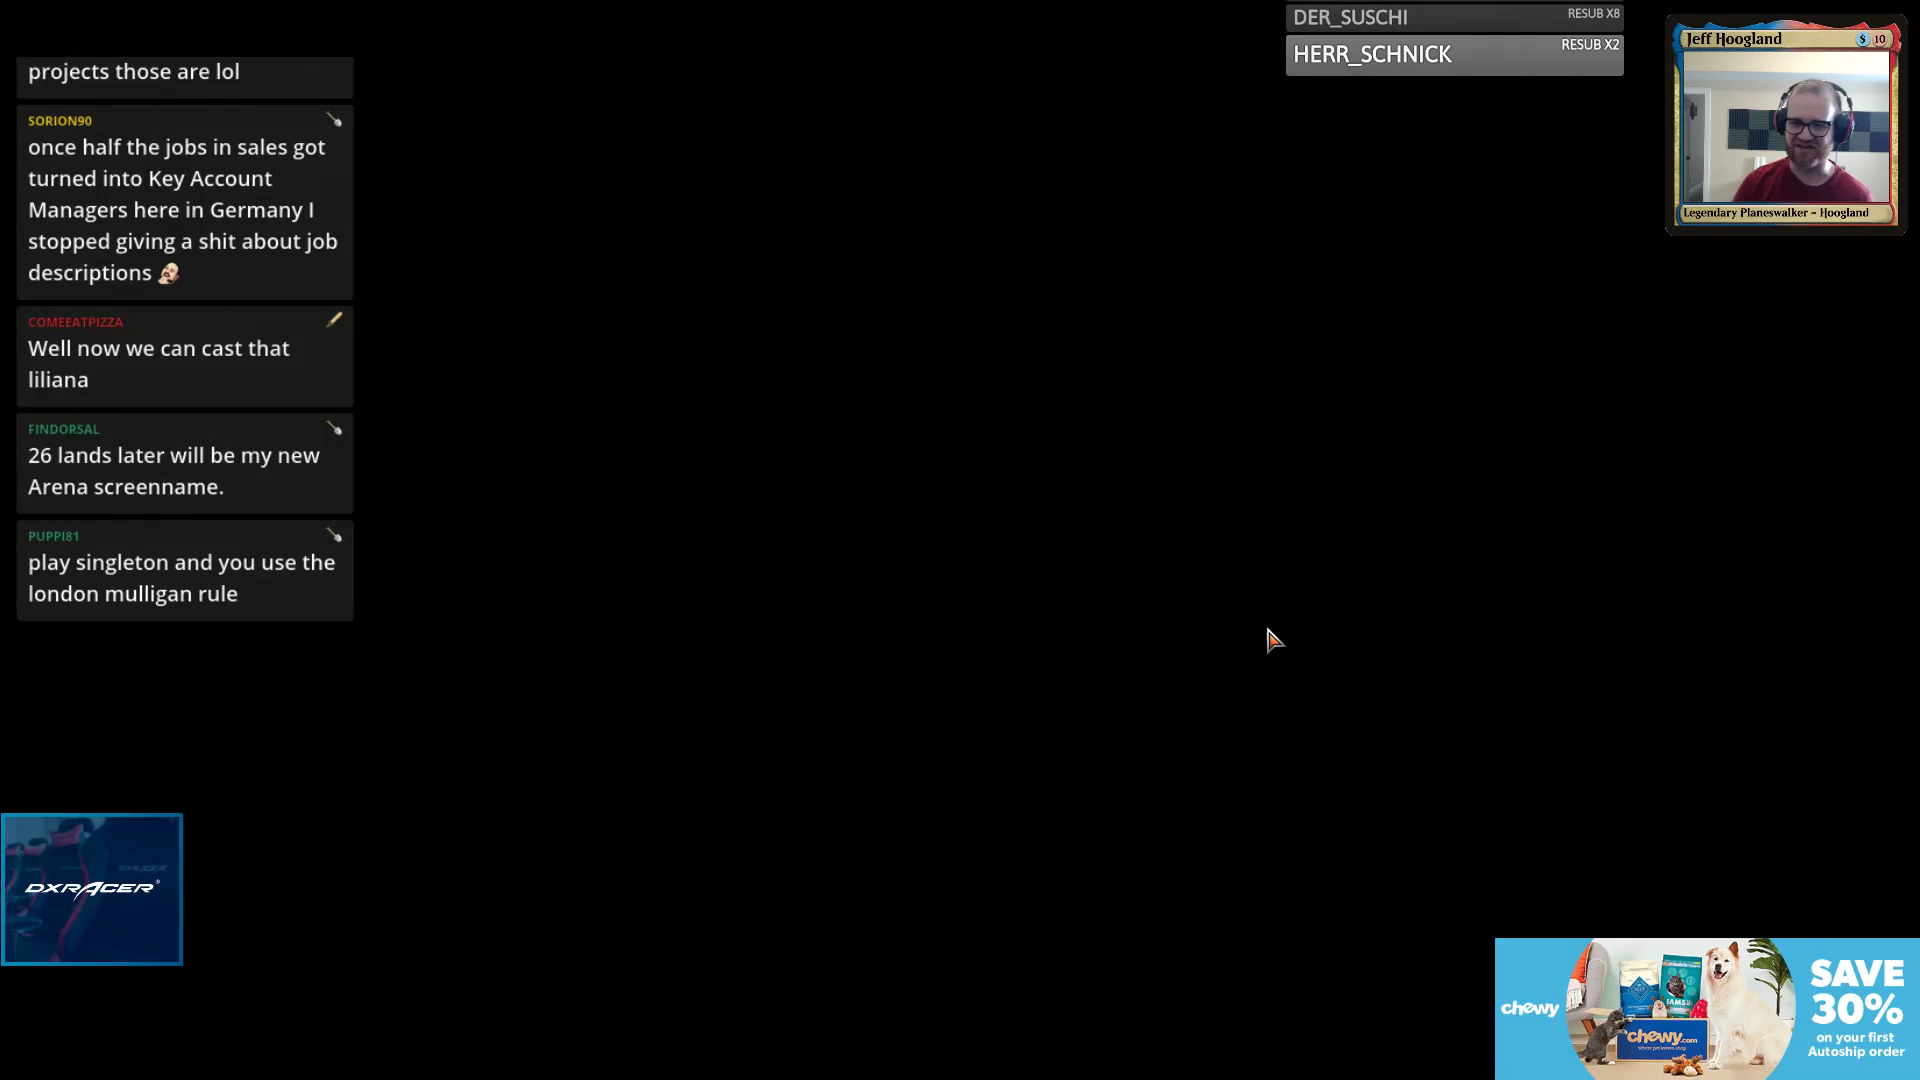 projects those are lol
SORION90
once half the jobs in sales got
turned into Key Account
Managers here in Germany I
stopped giving a shit about job
descriptions
COMEEATPIZZA
Well now we can cast that
liliana
FINDORSAL
26 lands later will be my new
Arena screenname.
PUPPI81
play singleton and you use the
london mulligan rule
DXRACER®
DER_SUSCHI RESUB X8
HERR_SCHNICK RESUB X2
Jeff Hoogland $ 10
Legendary Planeswalker - Hoogland
chewy
IAMS
chewy.com
SAVE
30%
on your first
Autoship order